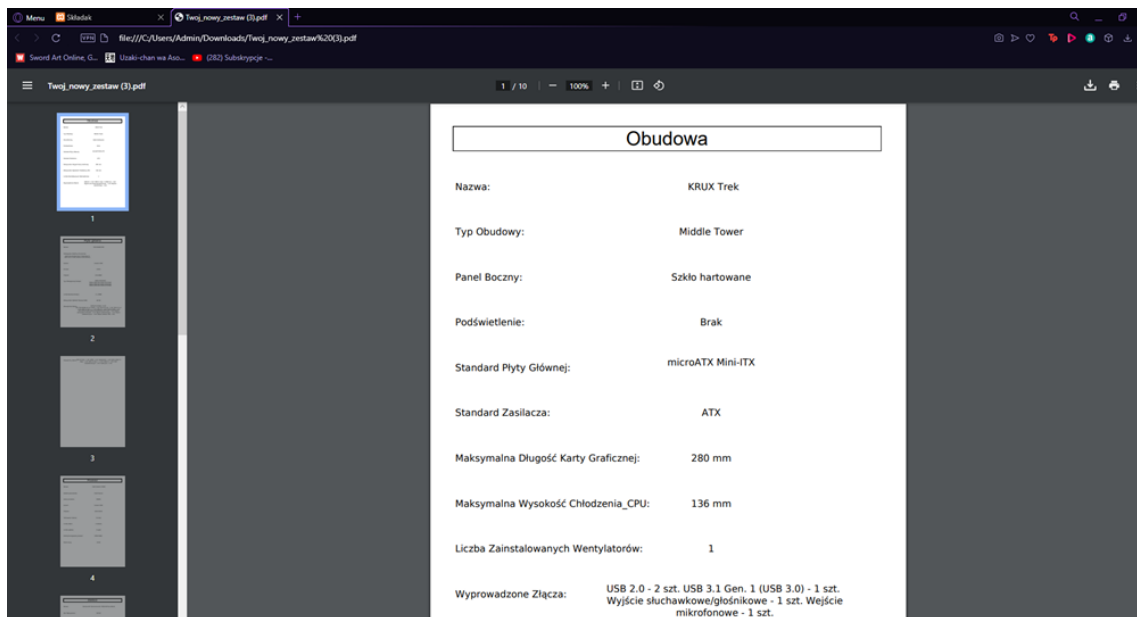 Menu
Składak
Twoj_nowy_zestaw (3).pdf
VPN
file:///C:/Users/Admin/Downloads/Twoj_nowy_zestaw%20(3).pdf
Sword Art Online, G...
Uzaki-chan wa Aso...
(282) Subskrypcje -...
Twoj_nowy_zestaw (3).pdf
1 / 10
100%
1
2
3
4
Obudowa
Nazwa: KRUX Trek
Typ Obudowy: Middle Tower
Panel Boczny: Szkło hartowane
Podświetlenie: Brak
Standard Płyty Głównej: microATX Mini-ITX
Standard Zasilacza: ATX
Maksymalna Długość Karty Graficznej: 280 mm
Maksymalna Wysokość Chłodzenia_CPU: 136 mm
Liczba Zainstalowanych Wentylatorów: 1
Wyprowadzone Złącza: USB 2.0 - 2 szt. USB 3.1 Gen. 1 (USB 3.0) - 1 szt.
Wyjście słuchawkowe/głośnikowe - 1 szt. Wejście
mikrofonowe - 1 szt.